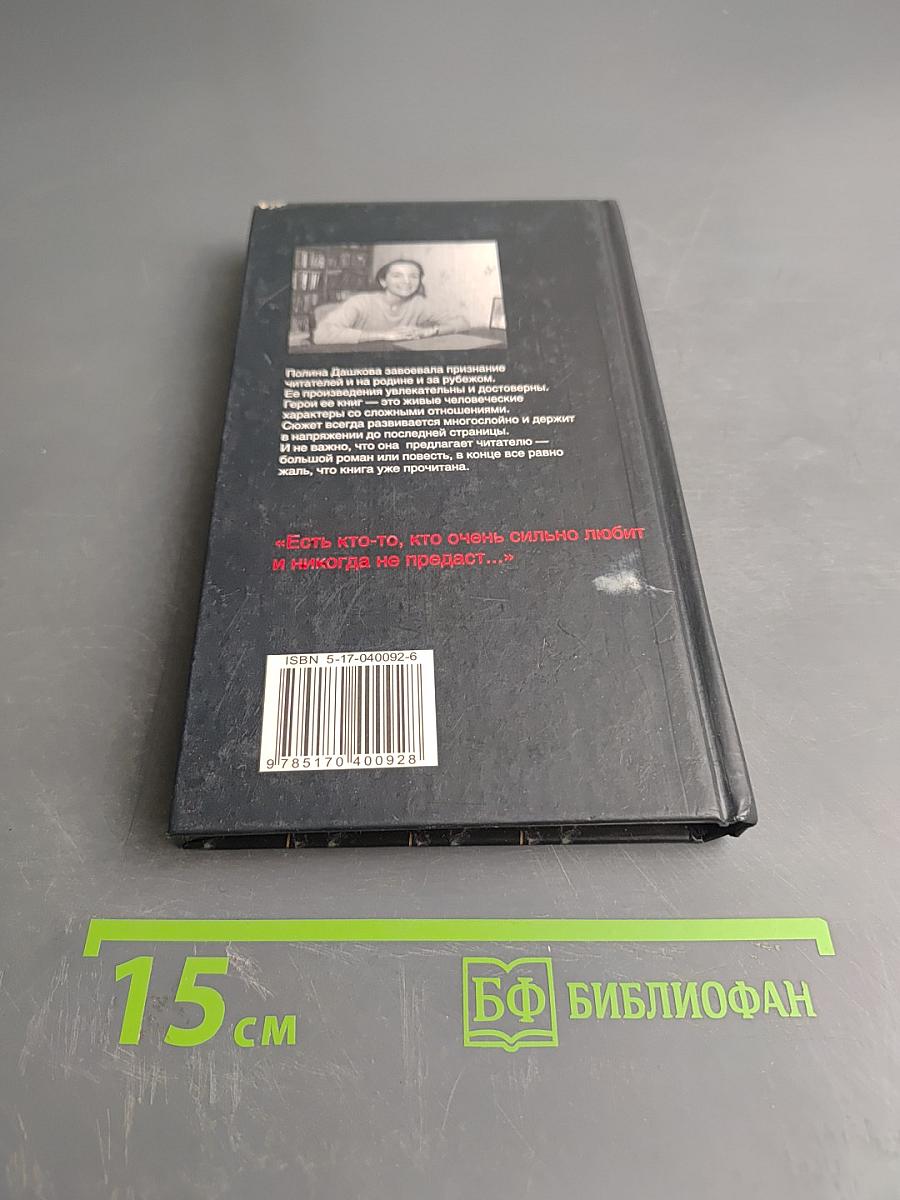 Полина Дашкова завоевала признание
читателей и на родине и за рубежом.
Ее произведения увлекательны и достоверны.
Герои ее книг — это живые человеческие
характеры со сложными отношениями.
Сюжет всегда развивается многослойно и держит
в напряжении до последней страницы.
И не важно, что она предлагает читателю —
большой роман или повесть, в конце все равно
жаль, что книга уже прочитана.
«Есть кто-то, кто очень сильно любит
и никогда не предаст...»
ISBN 5-17-040092-6
9 785170 400928
15 см
БФ БИБЛИОФАН